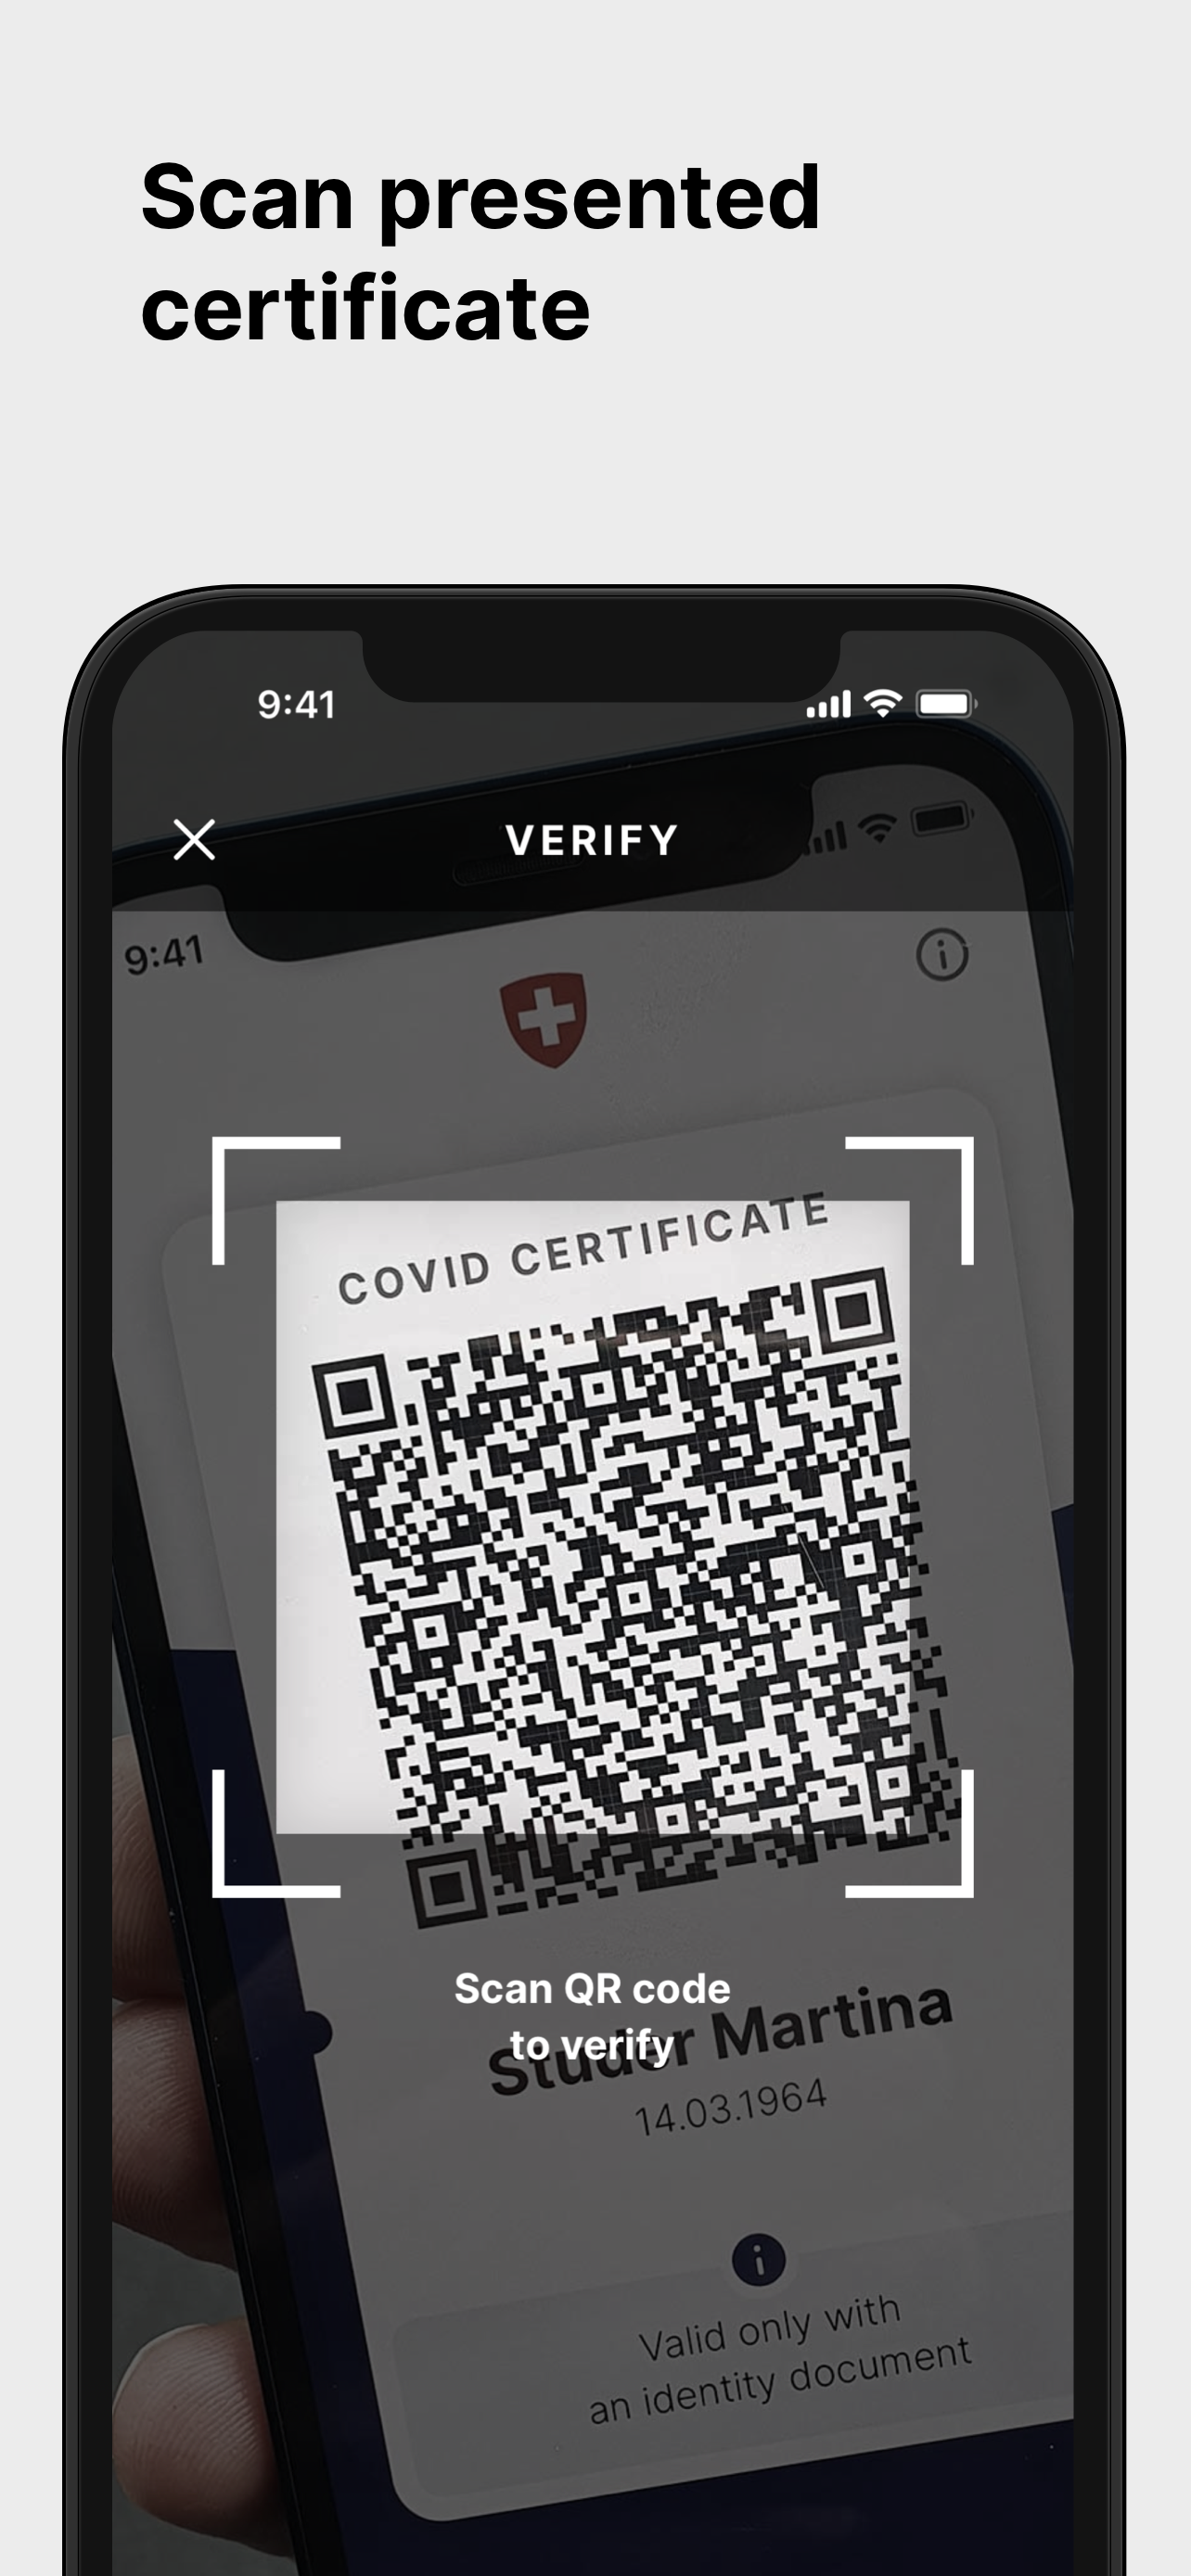 Scan presented
certificate
9:41
VERIFY
9:41
COVID CERTIFICATE
Scan QR code
to verify
Studer Martina
14.03.1964
Valid only with
an identity document